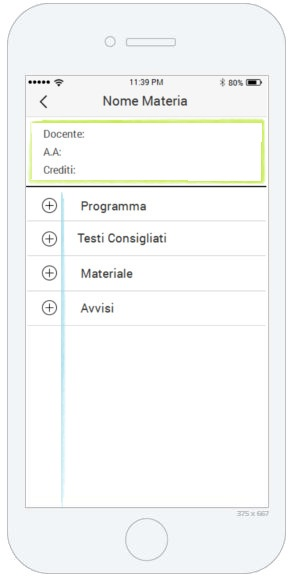 11:39 PM
80%
Nome Materia
Docente:
A.A:
Crediti:
Programma
Testi Consigliati
Materiale
Avvisi
375 x 667